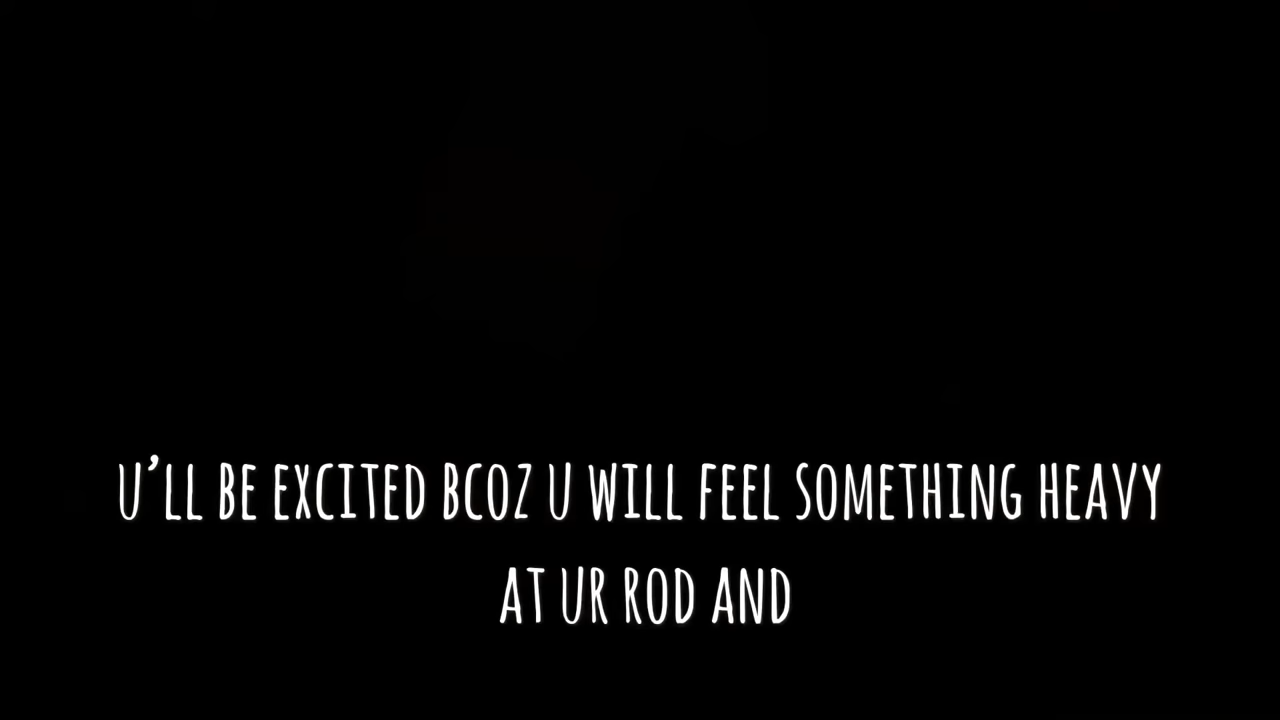 U'LL BE EXCITED BCOZ U WILL FEEL SOMETHING HEAVY
AT UR ROD AND